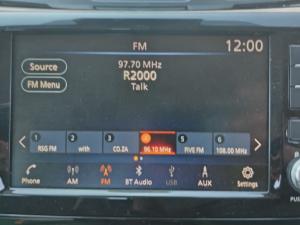 FM
12:00
Source
97.70 MHz
R2000
FM Menu
Talk
1 2 3 4 5 6
RSG FM with CO.ZA 96.10 MHz FIVE FM 108.00 MHz
Phone AM FM BT Audio USB AUX Settings